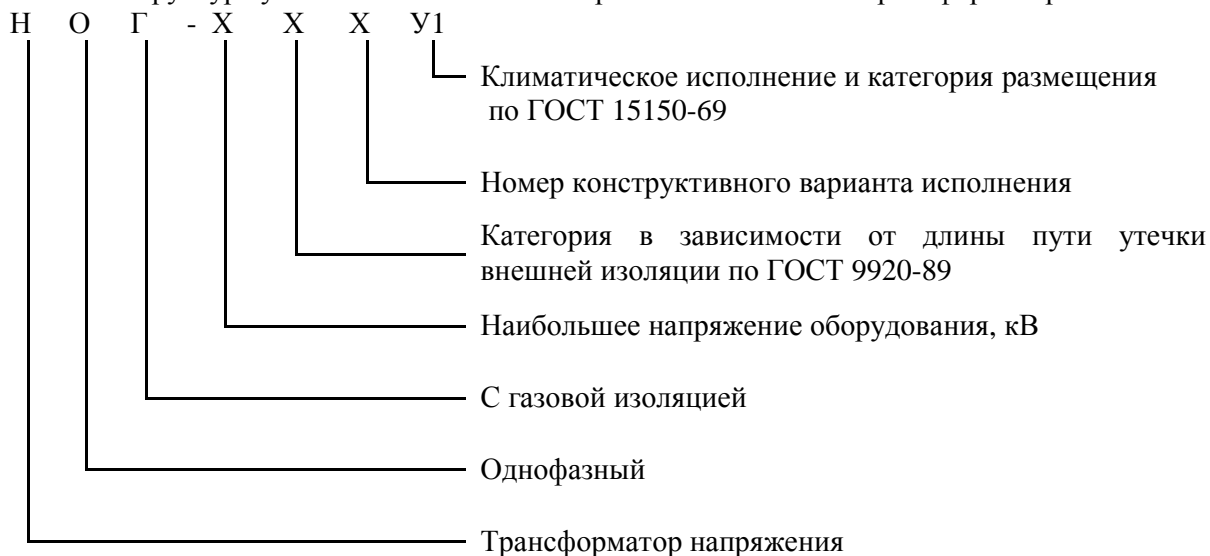 Н О Г - Х Х Х У1
Климатическое исполнение и категория размещения
по ГОСТ 15150-69
Номер конструктивного варианта исполнения
Категория в зависимости от длины пути утечки
внешней изоляции по ГОСТ 9920-89
Наибольшее напряжение оборудования, кВ
С газовой изоляцией
Однофазный
Трансформатор напряжения